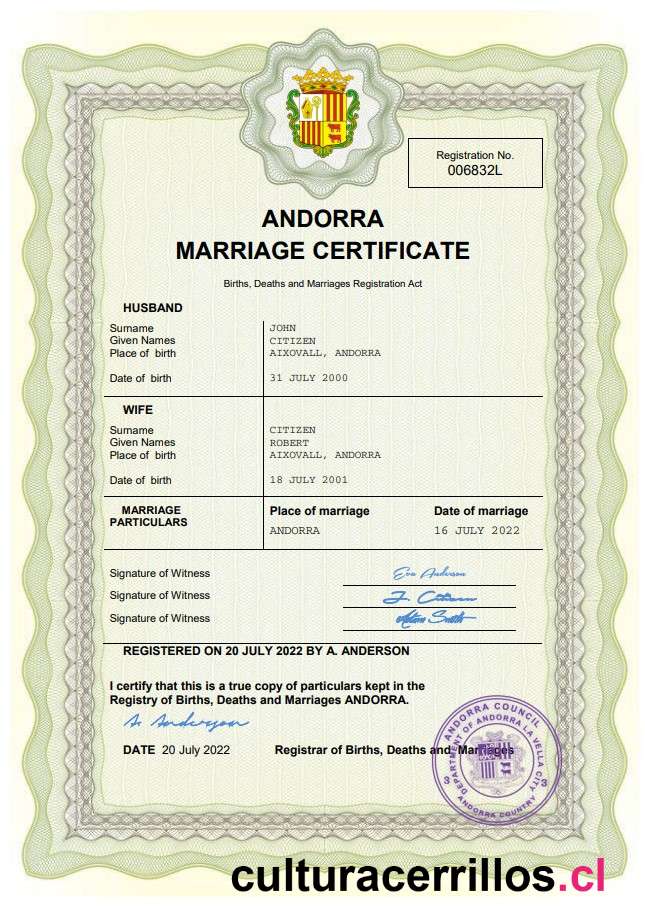 Registration No.
006832L
ANDORRA
MARRIAGE CERTIFICATE
Births, Deaths and Marriages Registration Act
HUSBAND
Surname JOHN
Given Names CITIZEN
Place of birth AIXOVALL, ANDORRA
Date of birth 31 JULY 2000
WIFE
Surname CITIZEN
Given Names ROBERT
Place of birth AIXOVALL, ANDORRA
Date of birth 18 JULY 2001
MARRIAGE PARTICULARS
Place of marriage Date of marriage
ANDORRA 16 JULY 2022
Signature of Witness Eva Anderson
Signature of Witness J. Citizen
Signature of Witness Adam Smith
REGISTERED ON 20 JULY 2022 BY A. ANDERSON
I certify that this is a true copy of particulars kept in the
Registry of Births, Deaths and Marriages ANDORRA.
A. Anderson
DATE 20 July 2022 Registrar of Births, Deaths and Marriages
ANDORRA COUNCIL
DEPARTMENT OF ANDORRA LA VELLA CITY
3 3
ANDORRA COUNTRY
culturacerrillos.cl